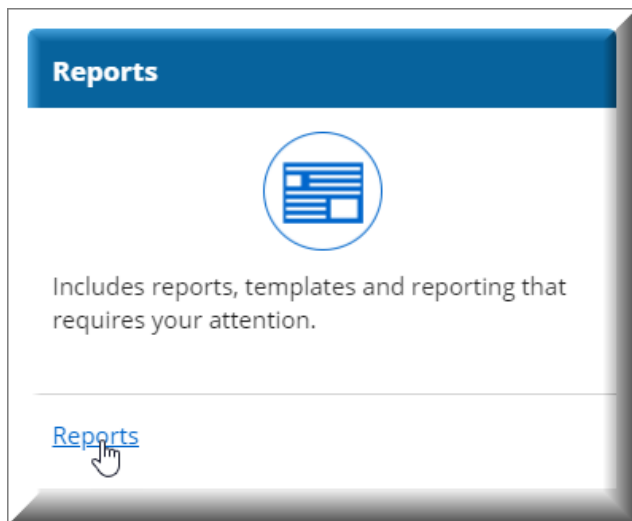 Reports
Includes reports, templates and reporting that
requires your attention.
Reports